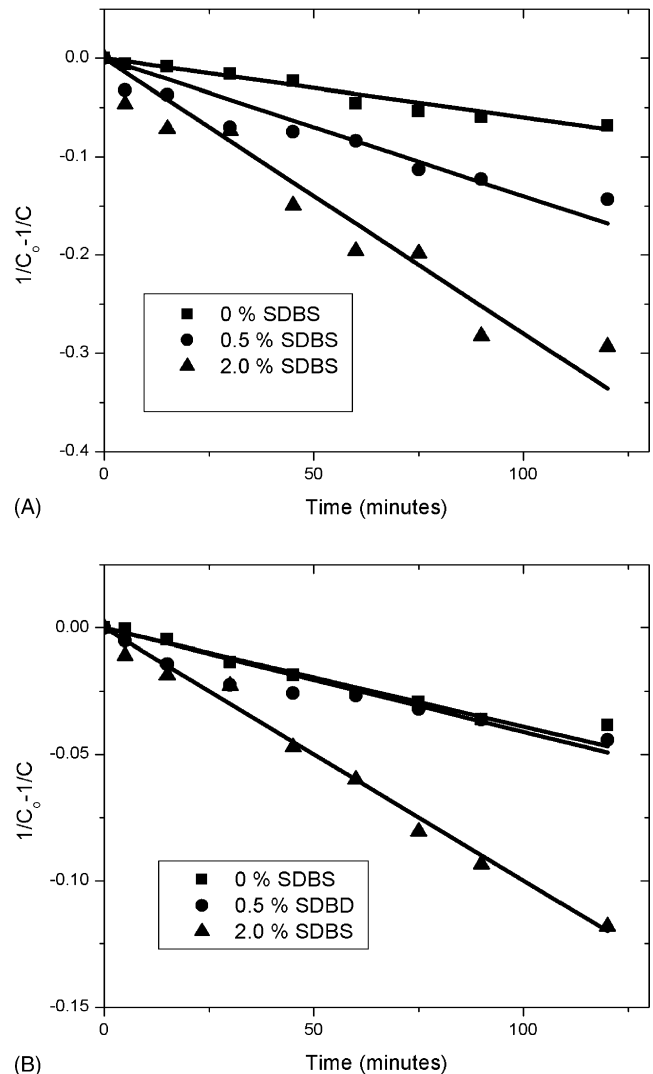 0.0
-0.1
-0.2
-0.3
-0.4
1/Cₒ-1/C
0 % SDBS
0.5 % SDBS
2.0 % SDBS
0
50
100
Time (minutes)
(A)
0.00
-0.05
-0.10
-0.15
1/Cₒ-1/C
0 % SDBS
0.5 % SDBD
2.0 % SDBS
0
50
100
Time (minutes)
(B)